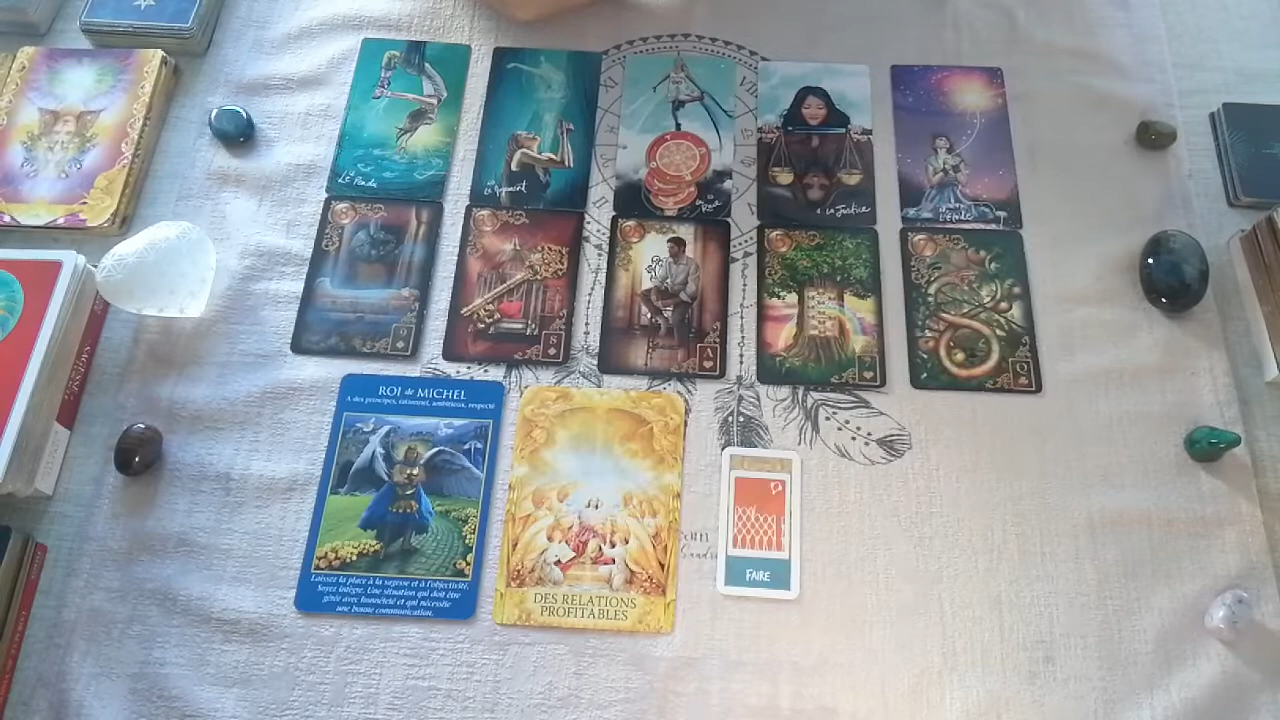 Le Pendu
Le Jugement
La Roue
La Justice
L'Étoile
9
8
A
Q
ROI de MICHEL
A des principes, rationnel, ambitieux, respecté
Laissez la place à la sagesse et à l'objectivité.
Soyez intègre. Une situation qui doit être
gérée avec honnêteté et qui nécessite
une bonne communication.
DES RELATIONS
PROFITABLES
FAIRE